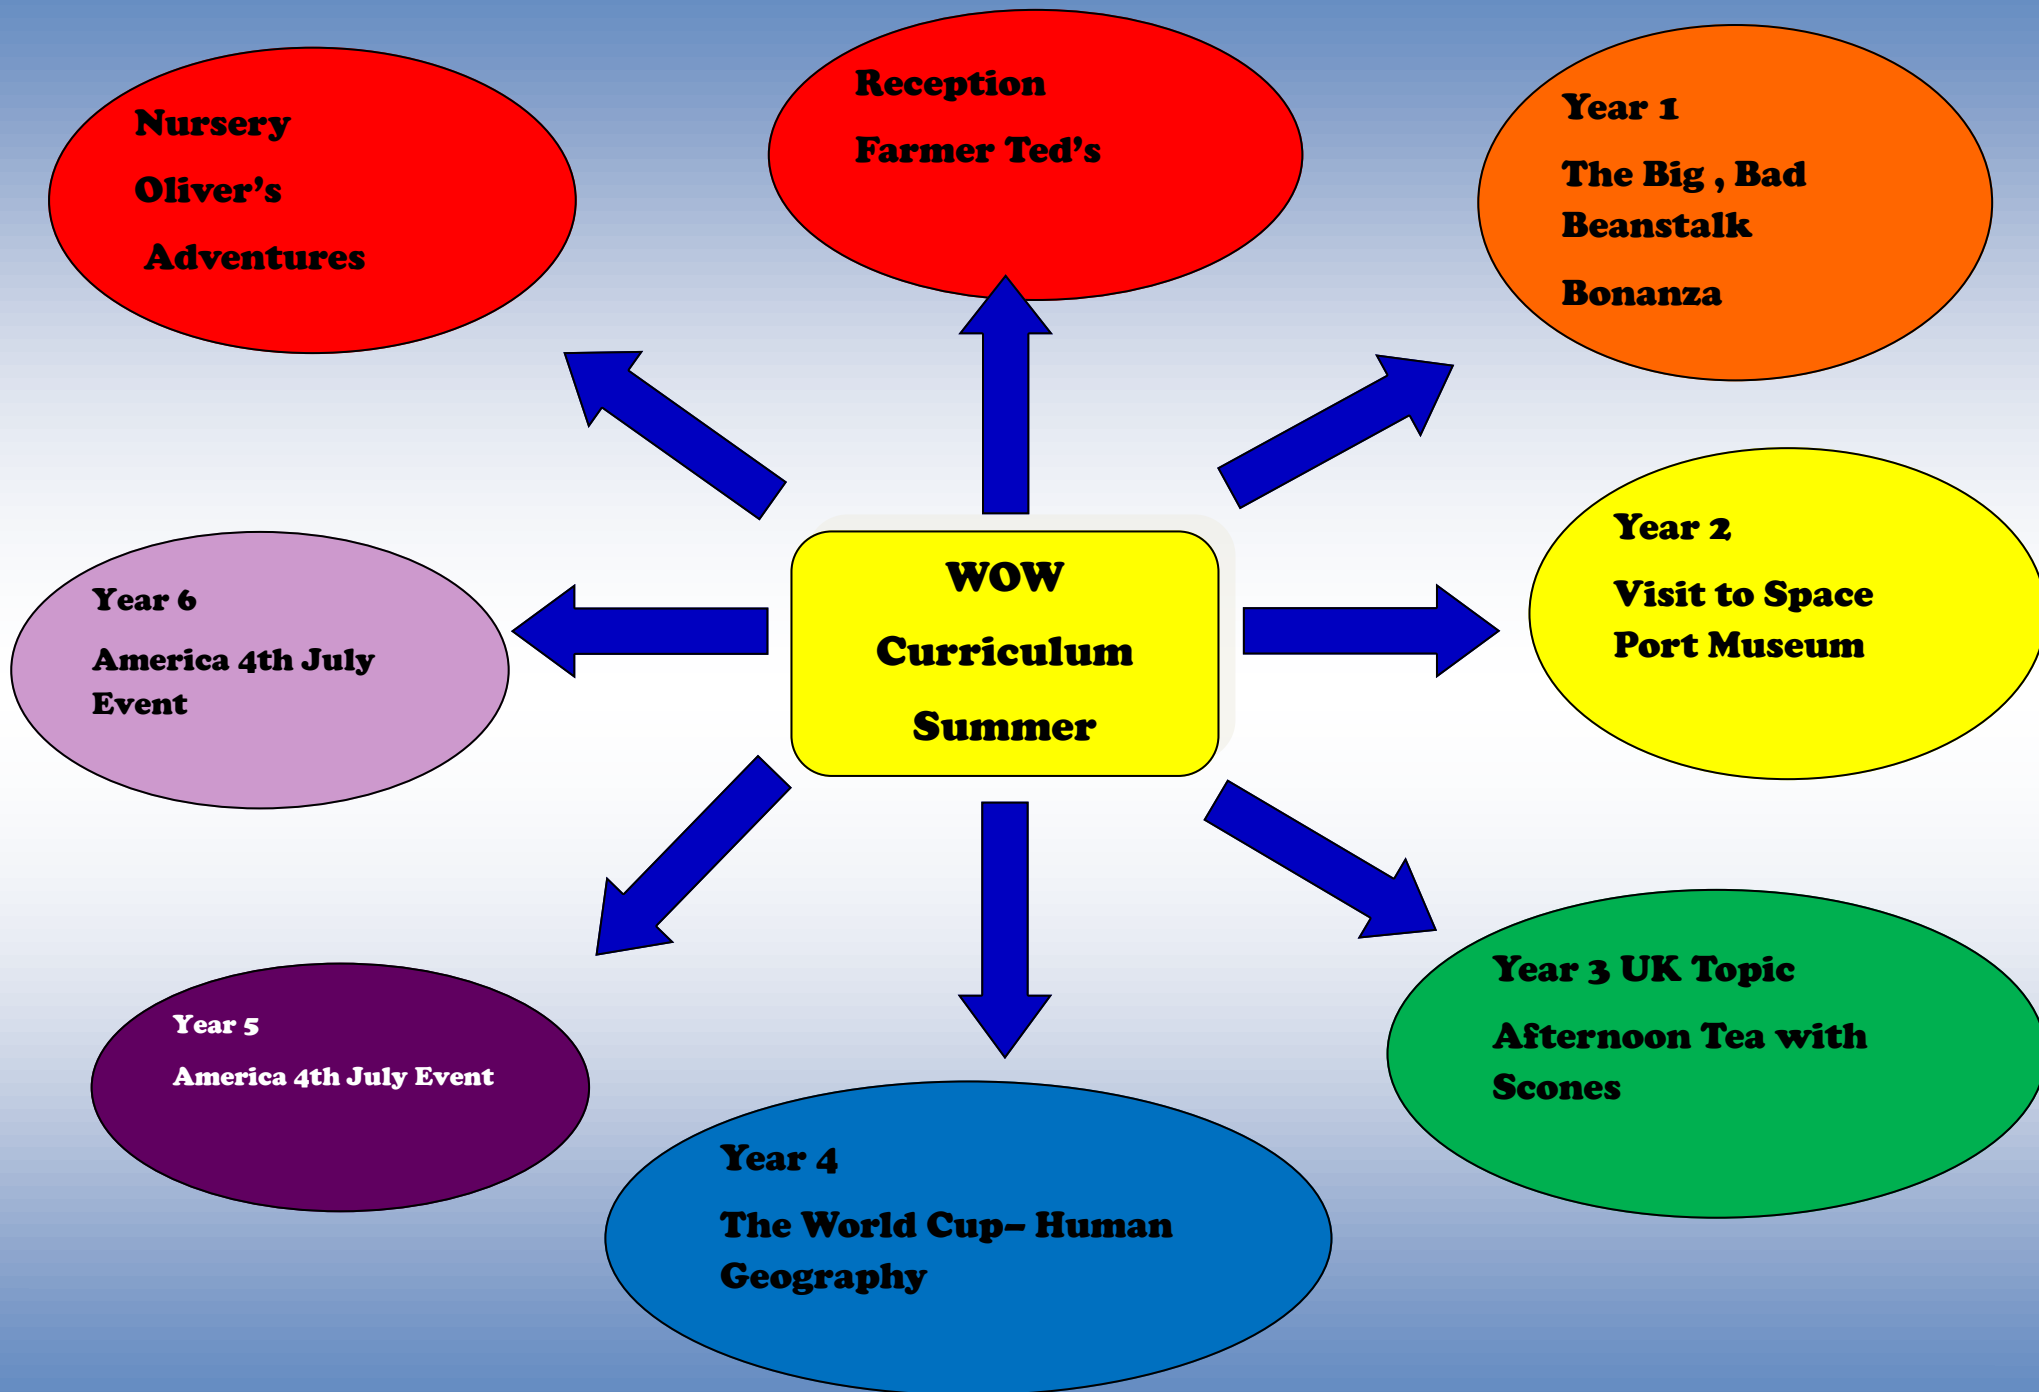 Nursery
Oliver's
Adventures
Reception
Farmer Ted's
Year 1
The Big , Bad
Beanstalk
Bonanza
Year 2
Visit to Space
Port Museum
Year 3 UK Topic
Afternoon Tea with
Scones
Year 4
The World Cup– Human
Geography
Year 5
America 4th July Event
Year 6
America 4th July
Event
WOW
Curriculum
Summer